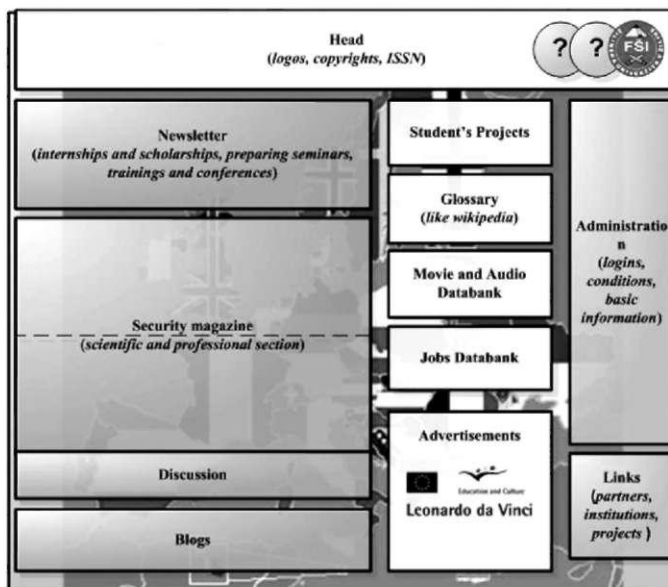 Head
(logos, copyrights, ISSN)
? ? FSI
Newsletter
(internships and scholarships, preparing seminars,
trainings and conferences)
Security magazine
(scientific and professional section)
Discussion
Blogs
Student's Projects
Glossary
(like wikipedia)
Movie and Audio
Databank
Jobs Databank
Advertisements
Education and Culture
Leonardo da Vinci
Administratio
n
(logins,
conditions,
basic
information)
Links
(partners,
institutions,
projects )